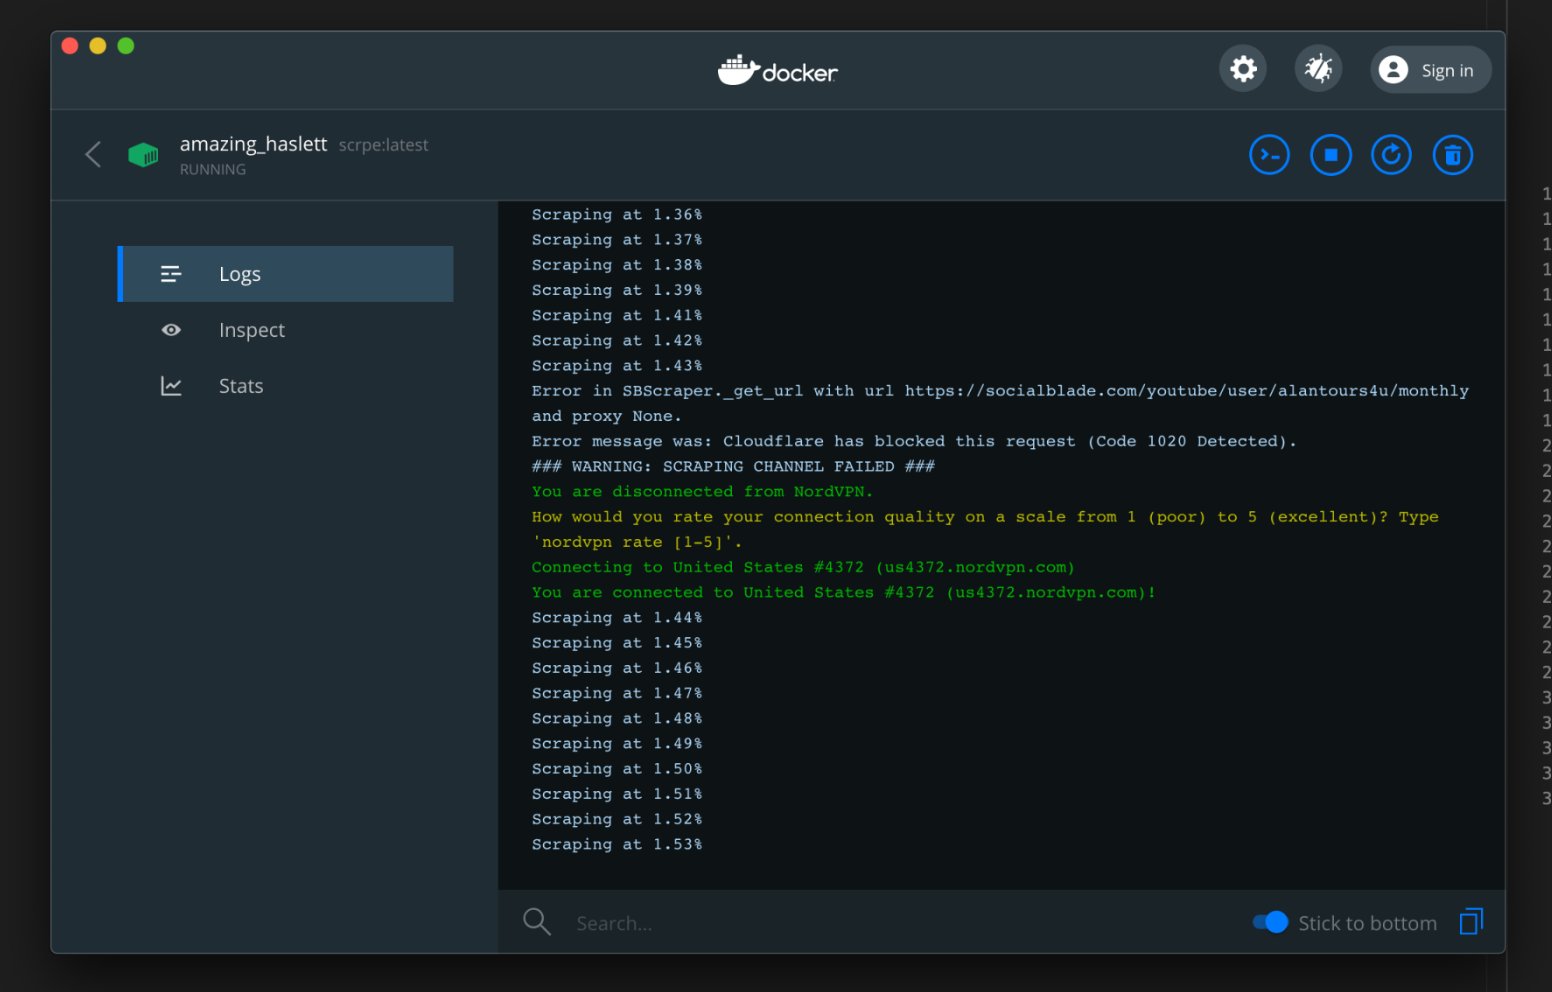 docker
Sign in
amazing_haslett scrpe:latest
RUNNING
Logs
Inspect
Stats
Scraping at 1.36%
Scraping at 1.37%
Scraping at 1.38%
Scraping at 1.39%
Scraping at 1.41%
Scraping at 1.42%
Scraping at 1.43%
Error in SBScraper._get_url with url https://socialblade.com/youtube/user/alantours4u/monthly
and proxy None.
Error message was: Cloudflare has blocked this request (Code 1020 Detected).
### WARNING: SCRAPING CHANNEL FAILED ###
You are disconnected from NordVPN.
How would you rate your connection quality on a scale from 1 (poor) to 5 (excellent)? Type
'nordvpn rate [1-5]'.
Connecting to United States #4372 (us4372.nordvpn.com)
You are connected to United States #4372 (us4372.nordvpn.com)!
Scraping at 1.44%
Scraping at 1.45%
Scraping at 1.46%
Scraping at 1.47%
Scraping at 1.48%
Scraping at 1.49%
Scraping at 1.50%
Scraping at 1.51%
Scraping at 1.52%
Scraping at 1.53%
Search...
Stick to bottom